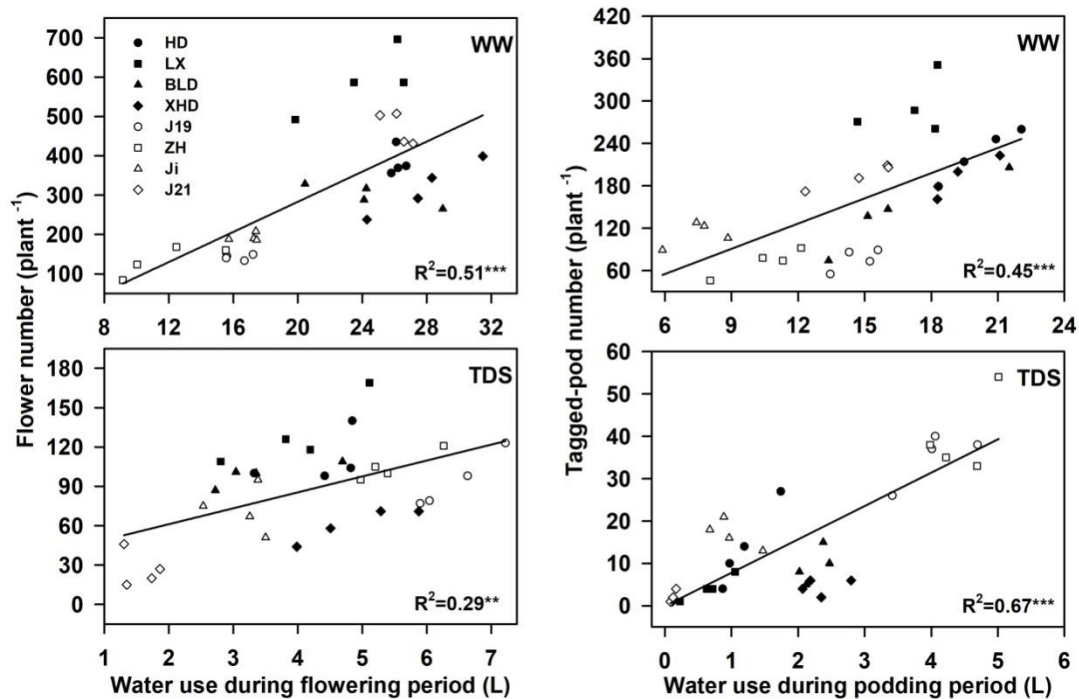 Flower number (plant ⁻¹)
700
600
500
400
300
200
100
HD
LX
BLD
XHD
J19
ZH
Ji
J21
WW
R²=0.51***
8 12 16 20 24 28 32
Tagged-pod number (plant ⁻¹)
420
360
300
240
180
120
60
WW
R²=0.45***
6 9 12 15 18 21 24
180
150
120
90
60
30
0
TDS
R²=0.29**
1 2 3 4 5 6 7
Water use during flowering period (L)
60
50
40
30
20
10
0
TDS
R²=0.67***
0 1 2 3 4 5 6
Water use during podding period (L)